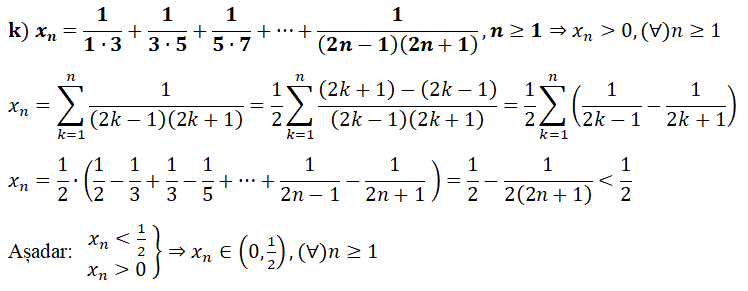 k) xₙ = 1/(1·3) + 1/(3·5) + 1/(5·7) + ⋯ + 1/((2n − 1)(2n + 1)), n ≥ 1 ⇒ xₙ > 0, (∀)n ≥ 1
xₙ = ∑_{k=1}^{n} 1/((2k − 1)(2k + 1)) = 1/2 ∑_{k=1}^{n} ((2k + 1) − (2k − 1))/((2k − 1)(2k + 1)) = 1/2 ∑_{k=1}^{n} (1/(2k − 1) − 1/(2k + 1))
xₙ = 1/2 · (1/2 − 1/3 + 1/3 − 1/5 + ⋯ + 1/(2n − 1) − 1/(2n + 1)) = 1/2 − 1/(2(2n + 1)) < 1/2
Așadar: xₙ < 1/2
xₙ > 0 } ⇒ xₙ ∈ (0, 1/2), (∀)n ≥ 1